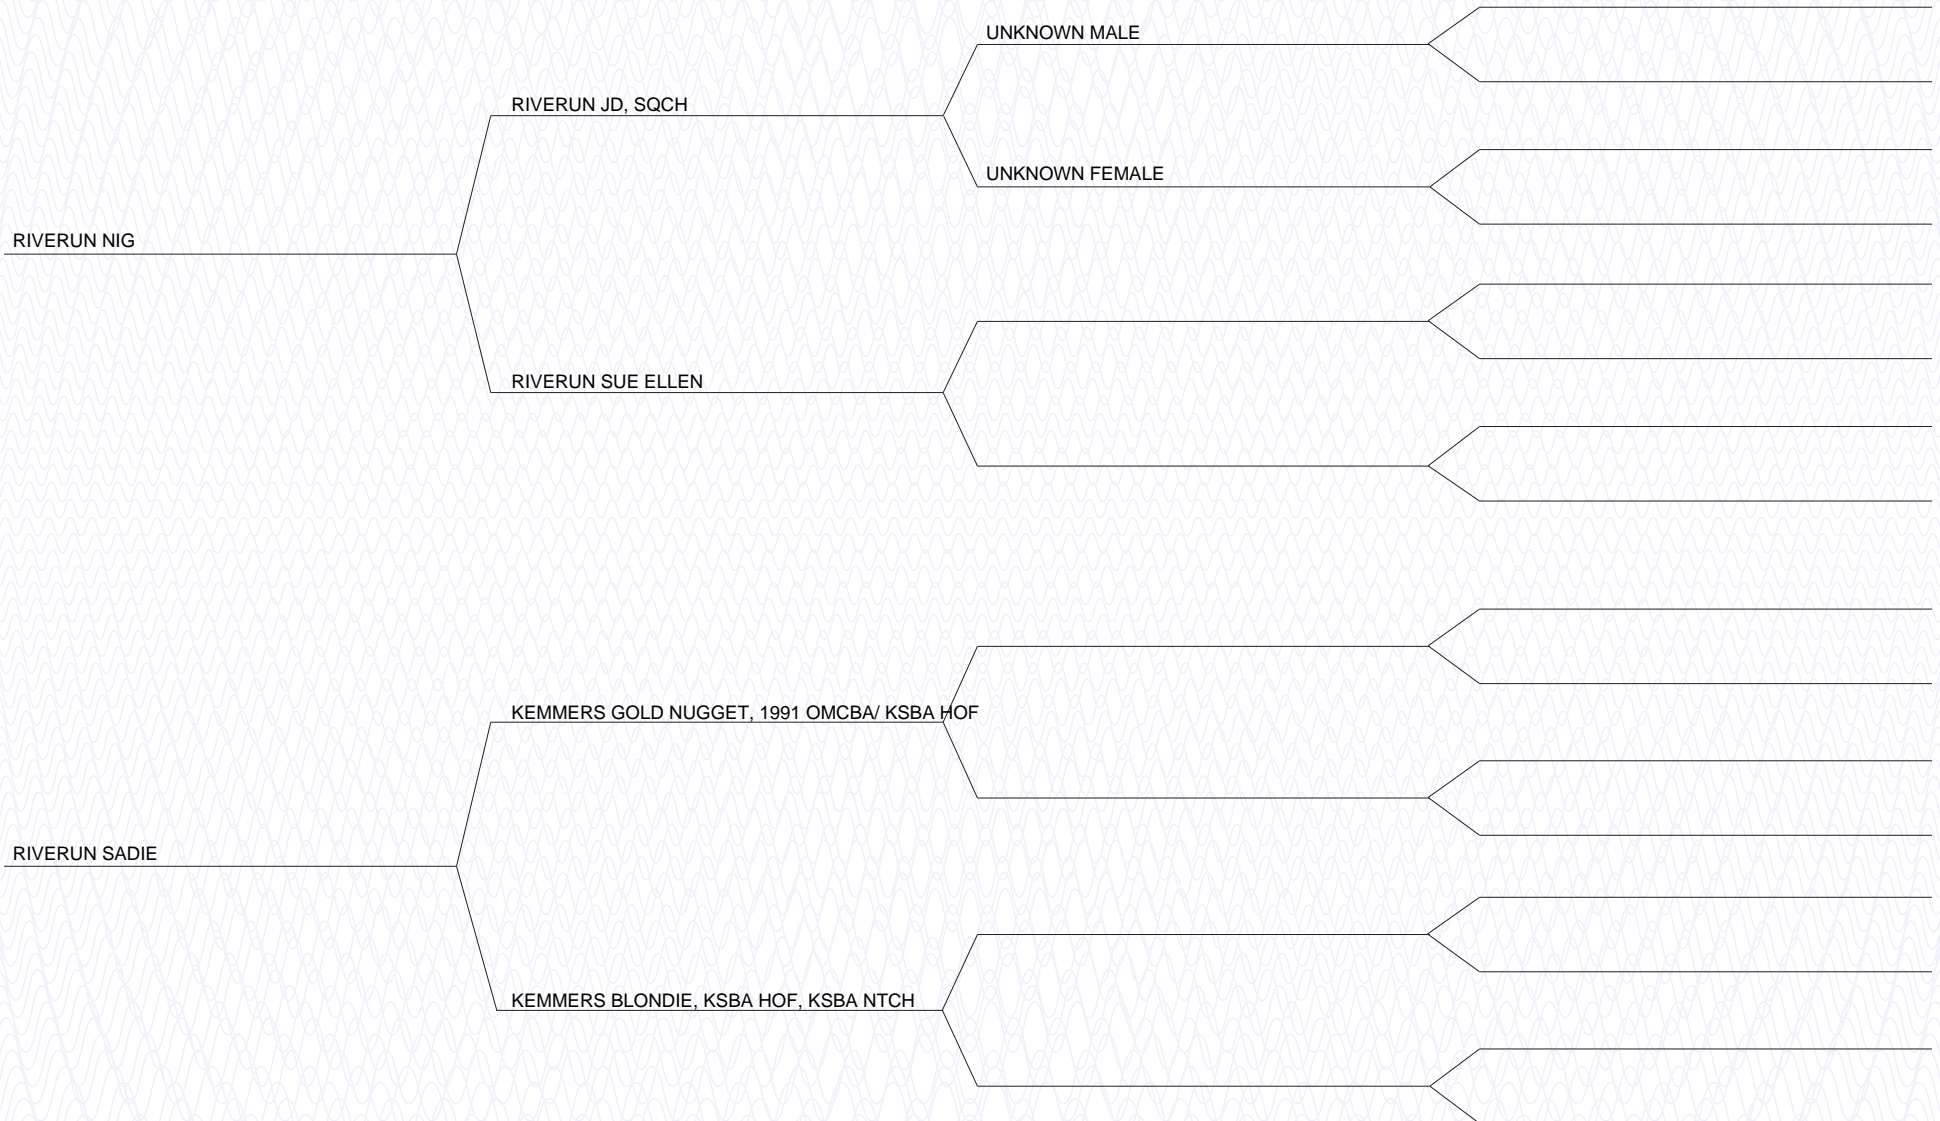 UNKNOWN MALE
RIVERUN JD, SQCH
UNKNOWN FEMALE
RIVERUN NIG
RIVERUN SUE ELLEN
KEMMERS GOLD NUGGET, 1991 OMCBA/ KSBA HOF
RIVERUN SADIE
KEMMERS BLONDIE, KSBA HOF, KSBA NTCH